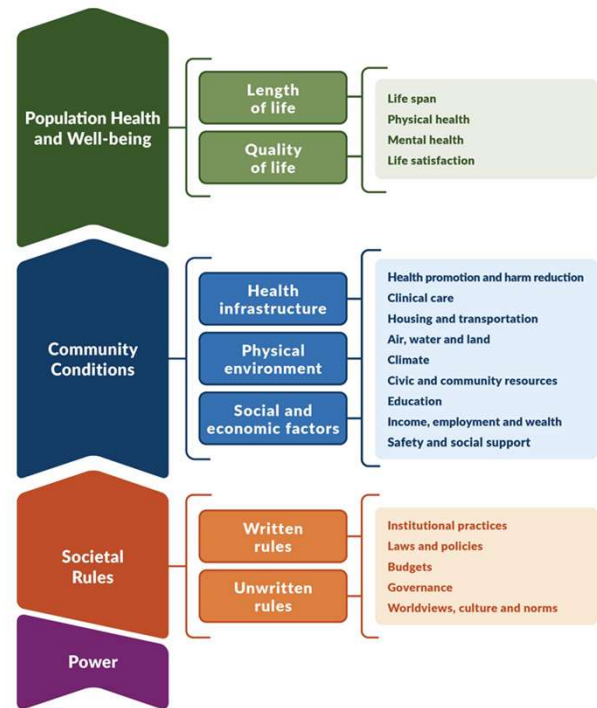 Population Health
and Well-being
Length
of life
Quality
of life
Life span
Physical health
Mental health
Life satisfaction
Community
Conditions
Health
infrastructure
Physical
environment
Social and
economic factors
Health promotion and harm reduction
Clinical care
Housing and transportation
Air, water and land
Climate
Civic and community resources
Education
Income, employment and wealth
Safety and social support
Societal
Rules
Written
rules
Unwritten
rules
Institutional practices
Laws and policies
Budgets
Governance
Worldviews, culture and norms
Power